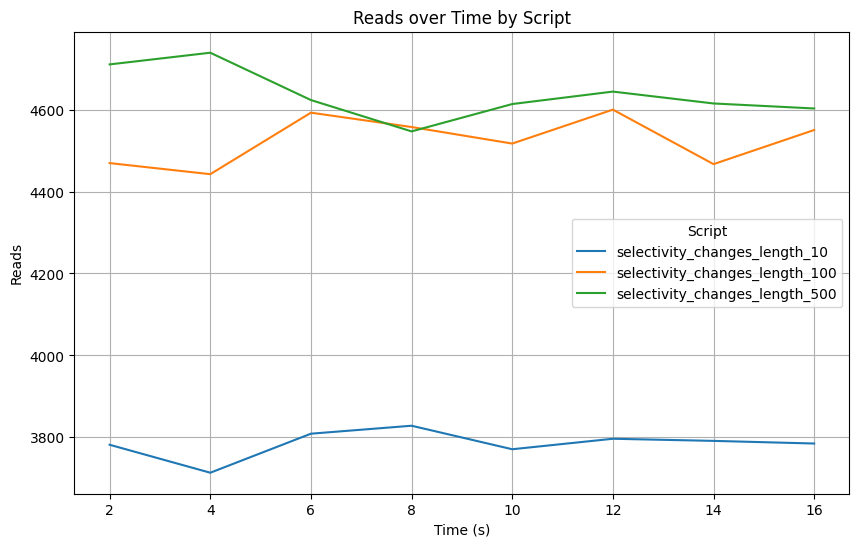 Reads over Time by Script
Reads
4600
4400
4200
4000
3800
Script
selectivity_changes_length_10
selectivity_changes_length_100
selectivity_changes_length_500
2 4 6 8 10 12 14 16
Time (s)